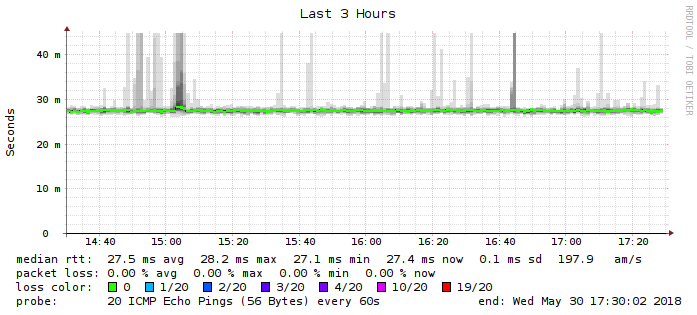 Last 3 Hours
RRDTOOL / TOBI OETIKER
Seconds
40 m
30 m
20 m
10 m
0
14:40 15:00 15:20 15:40 16:00 16:20 16:40 17:00 17:20
median rtt: 27.5 ms avg 28.2 ms max 27.1 ms min 27.4 ms now 0.1 ms sd 197.9 am/s
packet loss: 0.00 % avg 0.00 % max 0.00 % min 0.00 % now
loss color: 0 1/20 2/20 3/20 4/20 10/20 19/20
probe: 20 ICMP Echo Pings (56 Bytes) every 60s end: Wed May 30 17:30:02 2018